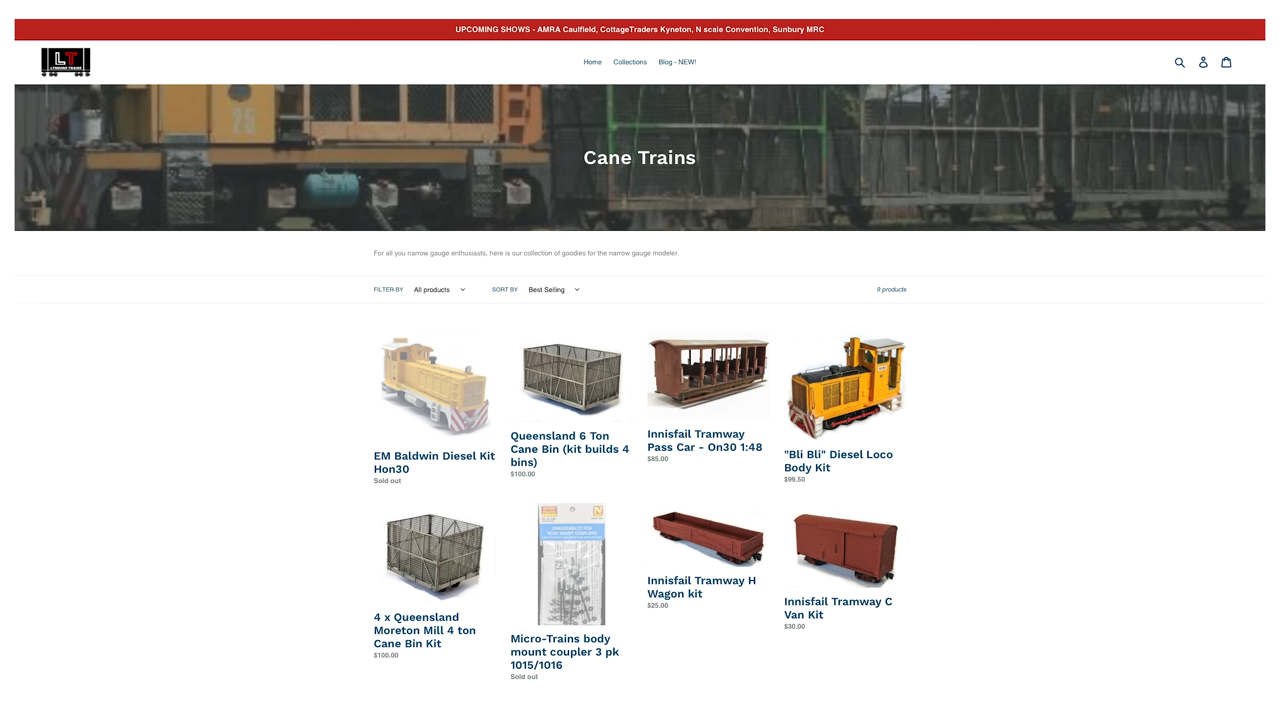 UPCOMING SHOWS - AMRA Caulfield, CottageTraders Kyneton, N scale Convention, Sunbury MRC
LT
LYNDONS TRAINS
Home
Collections
Blog - NEW!
25
Cane Trains
For all you narrow gauge enthusiasts, here is our collection of goodies for the narrow gauge modeler.
FILTER BY
All products
SORT BY
Best Selling
9 products
EM Baldwin Diesel Kit
Hon30
Sold out
Queensland 6 Ton
Cane Bin (kit builds 4
bins)
$100.00
Innisfail Tramway
Pass Car - On30 1:48
$85.00
"Bli Bli" Diesel Loco
Body Kit
$99.50
4 x Queensland
Moreton Mill 4 ton
Cane Bin Kit
$100.00
N
Micro-Trains body
mount coupler 3 pk
1015/1016
Sold out
Innisfail Tramway H
Wagon kit
$25.00
Innisfail Tramway C
Van Kit
$30.00